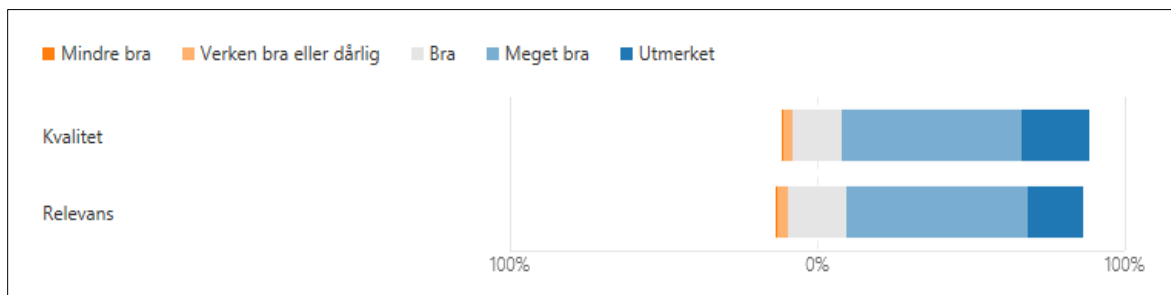 Mindre bra Verken bra eller dårlig Bra Meget bra Utmerket
Kvalitet
Relevans
100% 0% 100%